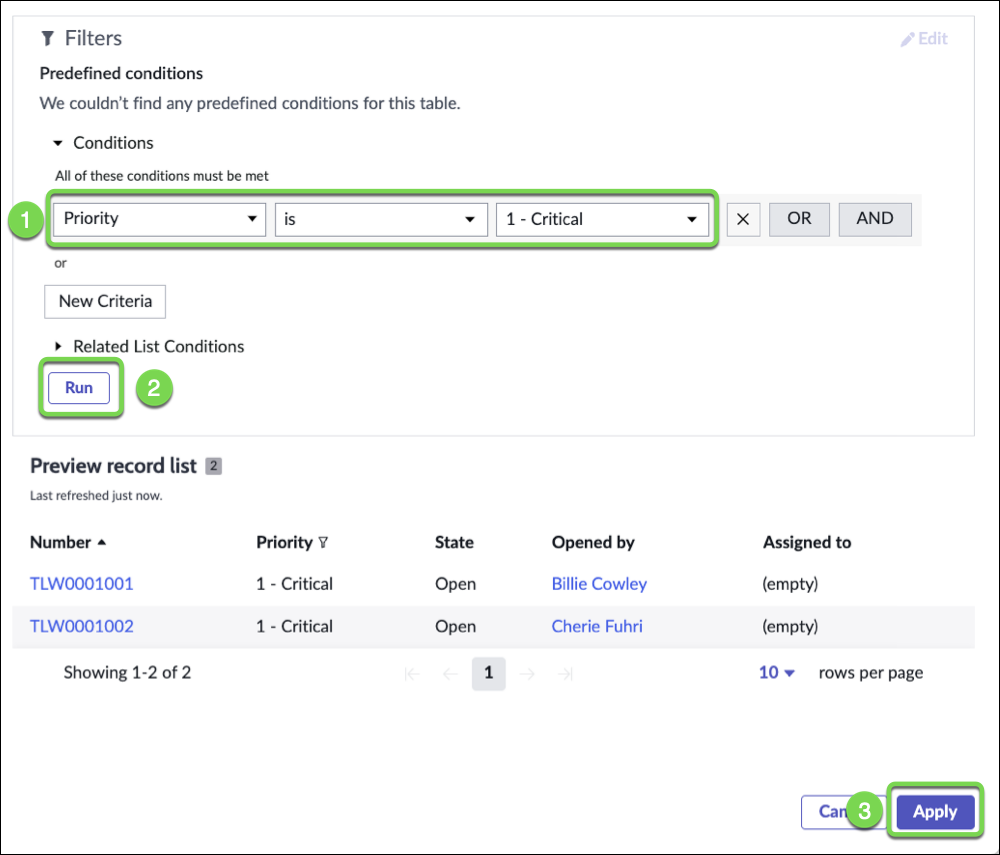 Filters
Edit
Predefined conditions
We couldn't find any predefined conditions for this table.
Conditions
All of these conditions must be met
1 Priority is 1 - Critical OR AND
or
New Criteria
Related List Conditions
Run 2
Preview record list 2
Last refreshed just now.
Number Priority State Opened by Assigned to
TLW0001001 1 - Critical Open Billie Cowley (empty)
TLW0001002 1 - Critical Open Cherie Fuhri (empty)
Showing 1-2 of 2 1 10 rows per page
3 Apply